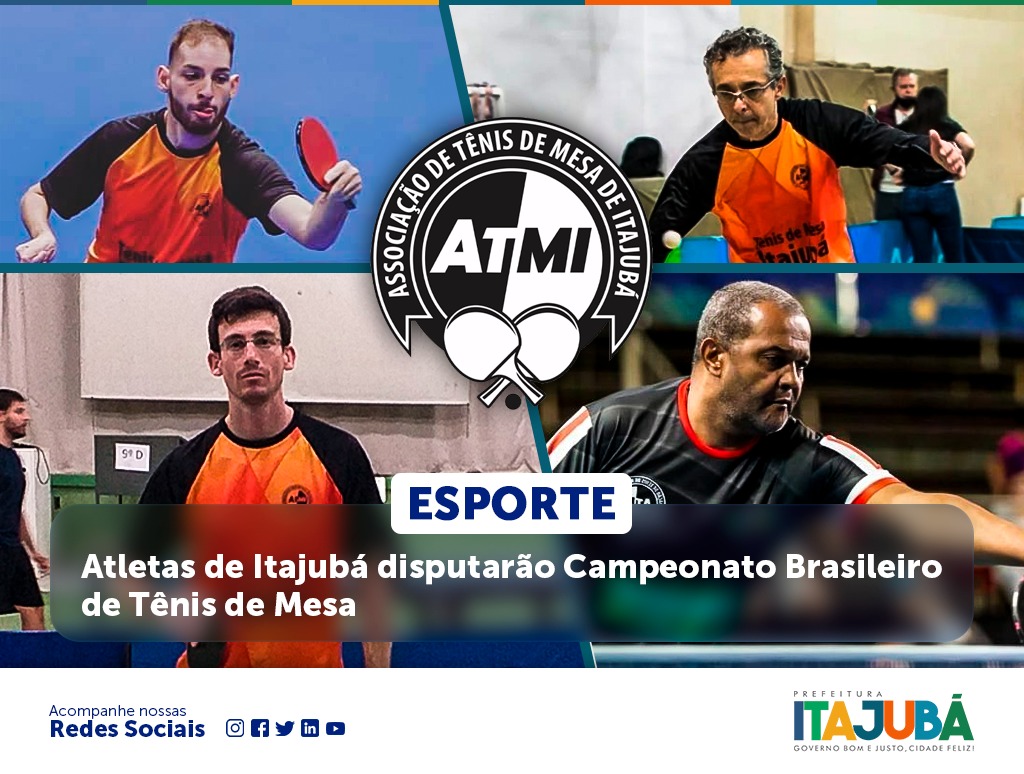 ASSOCIAÇÃO DE TÊNIS DE MESA DE ITAJUBÁ
ATMI
Tênis de Mesa
Itajubá
9º D
ESPORTE
Atletas de Itajubá disputarão Campeonato Brasileiro
de Tênis de Mesa
Acompanhe nossas
Redes Sociais
PREFEITURA
ITAJUBÁ
GOVERNO BOM E JUSTO, CIDADE FELIZ!